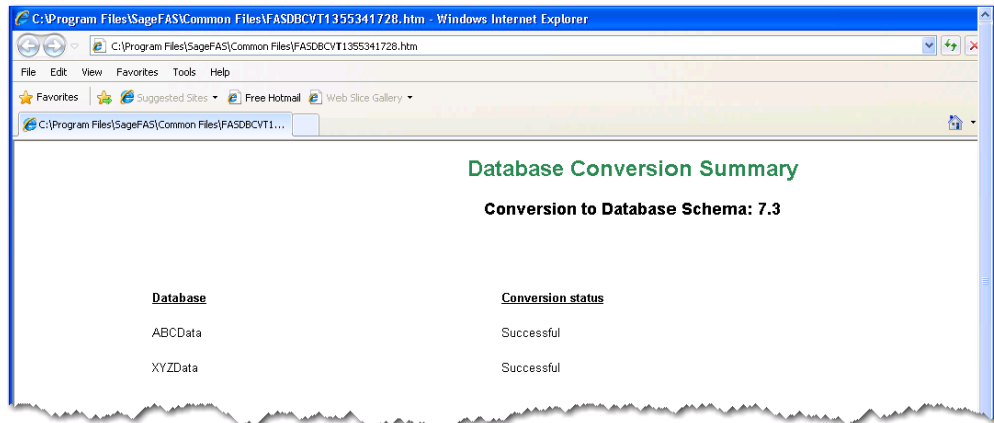 C:\Program Files\SageFAS\Common Files\FASDBCVT1355341728.htm - Windows Internet Explorer
C:\Program Files\SageFAS\Common Files\FASDBCVT1355341728.htm
File Edit View Favorites Tools Help
Favorites Suggested Sites Free Hotmail Web Slice Gallery
C:\Program Files\SageFAS\Common Files\FASDBCVT1...
Database Conversion Summary
Conversion to Database Schema: 7.3
Database Conversion status
ABCData Successful
XYZData Successful